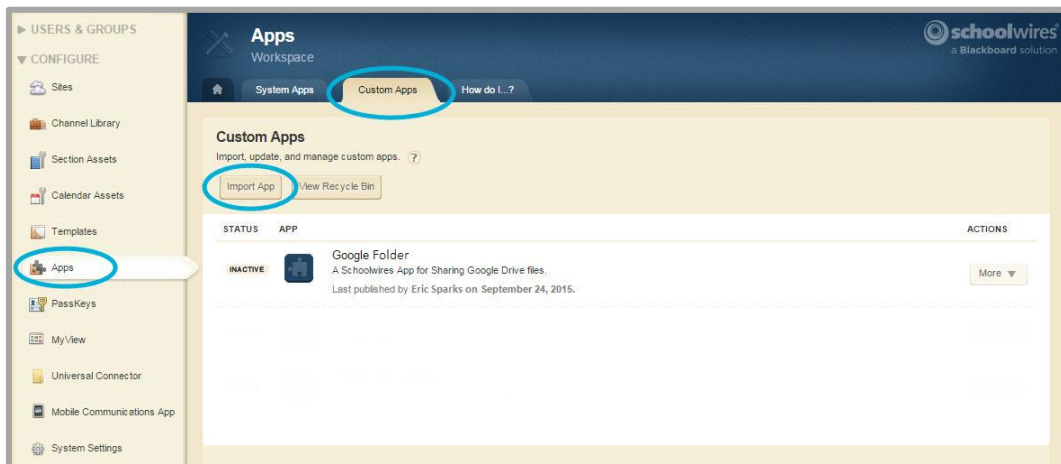 USERS & GROUPS
CONFIGURE
Sites
Channel Library
Section Assets
Calendar Assets
Templates
Apps
PassKeys
MyView
Universal Connector
Mobile Communications App
System Settings
Apps
Workspace
schoolwires
a Blackboard solution
System Apps
Custom Apps
How do I...?
Custom Apps
Import, update, and manage custom apps. ?
Import App
View Recycle Bin
STATUS APP ACTIONS
INACTIVE
Google Folder
A Schoolwires App for Sharing Google Drive files.
Last published by Eric Sparks on September 24, 2015.
More